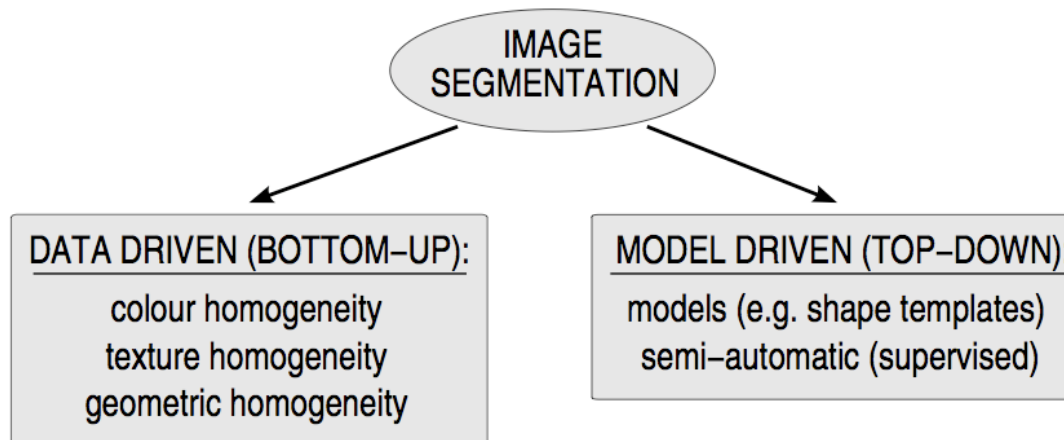 IMAGE
SEGMENTATION
DATA DRIVEN (BOTTOM–UP):
colour homogeneity
texture homogeneity
geometric homogeneity
MODEL DRIVEN (TOP–DOWN)
models (e.g. shape templates)
semi–automatic (supervised)